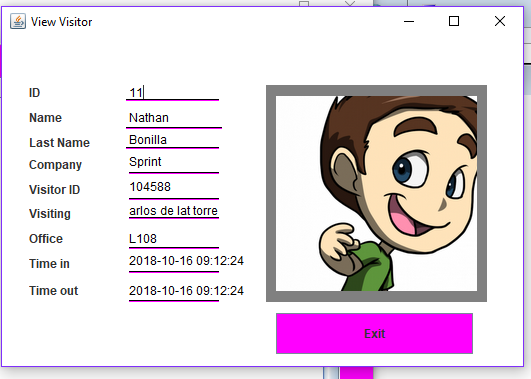 View Visitor
ID 11
Name Nathan
Last Name Bonilla
Company Sprint
Visitor ID 104588
Visiting arlos de lat torre
Office L108
Time in 2018-10-16 09:12:24
Time out 2018-10-16 09:12:24
Exit